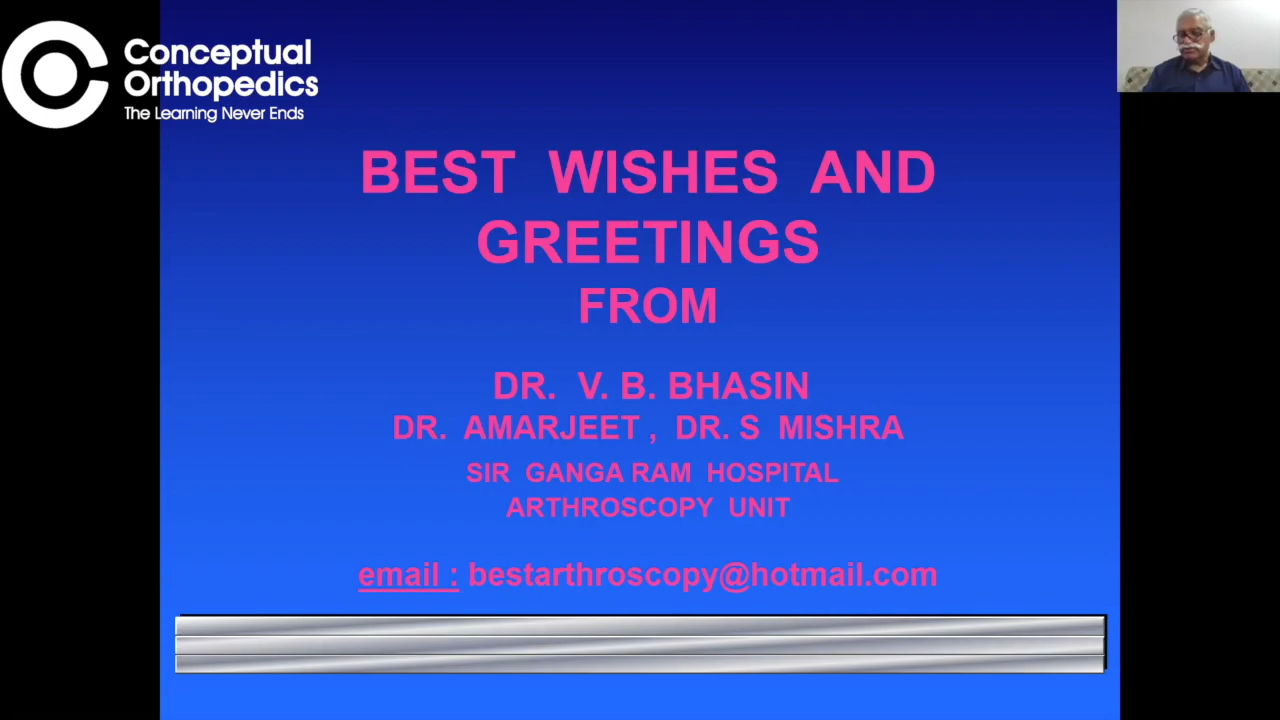 Conceptual
Orthopedics
The Learning Never Ends
BEST WISHES AND
GREETINGS
FROM
DR. V. B. BHASIN
DR. AMARJEET , DR. S MISHRA
SIR GANGA RAM HOSPITAL
ARTHROSCOPY UNIT
email : bestarthroscopy@hotmail.com